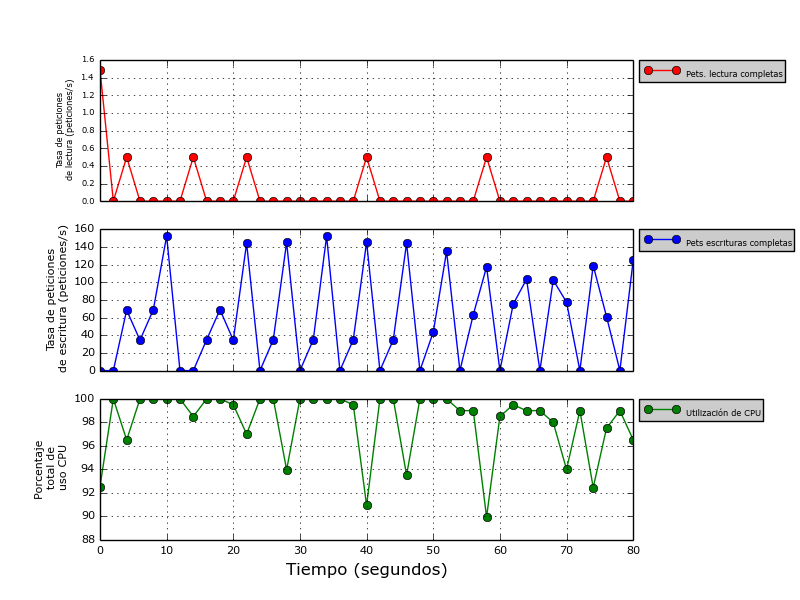 1.6
1.4
1.2
1.0
0.8
0.6
0.4
0.2
0.0
Tasa de peticiones
de lectura (peticiones/s)
Pets. lectura completas
160
140
120
100
80
60
40
20
0
Tasa de peticiones
de escritura (peticiones/s)
Pets escrituras completas
100
98
96
94
92
90
88
Porcentaje
total de
uso CPU
Utilización de CPU
0 10 20 30 40 50 60 70 80
Tiempo (segundos)